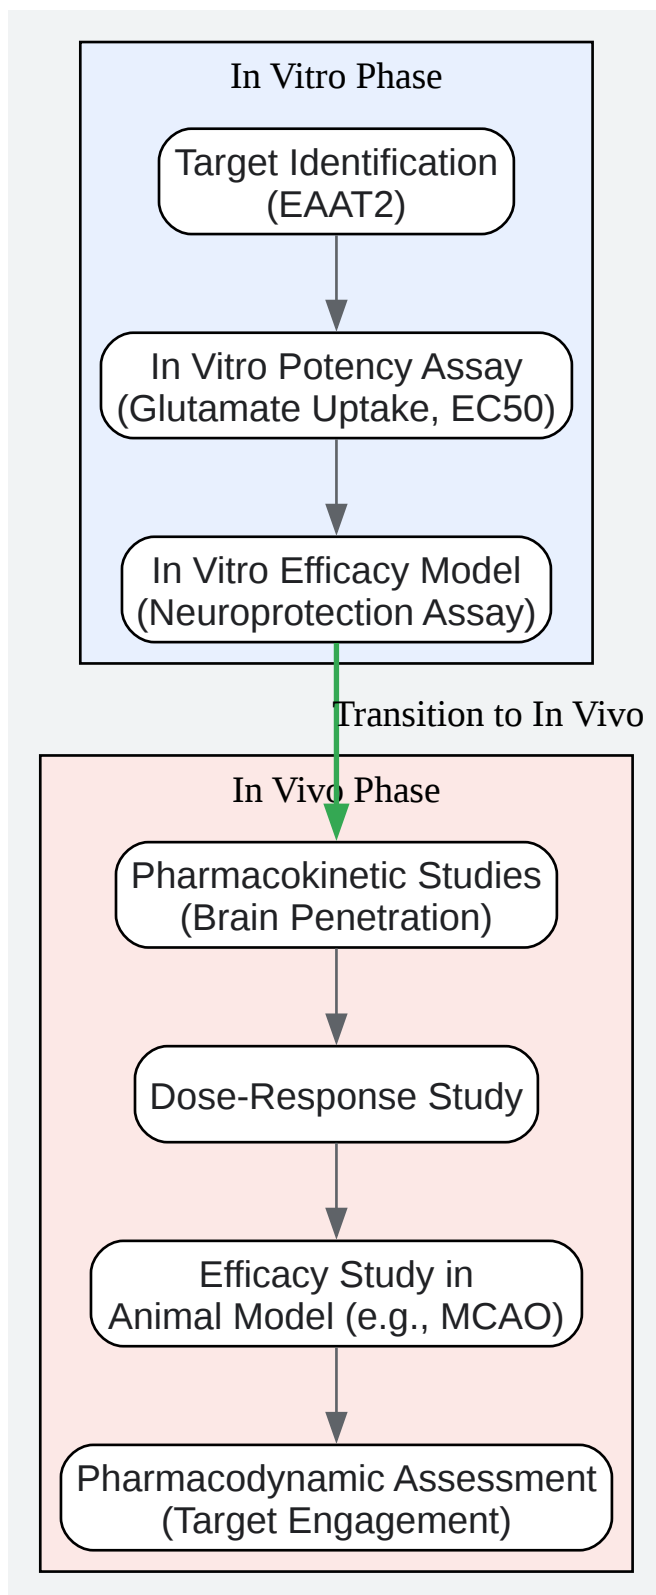 In Vitro Phase
Target Identification
(EAAT2)
In Vitro Potency Assay
(Glutamate Uptake, EC50)
In Vitro Efficacy Model
(Neuroprotection Assay)
Transition to In Vivo
In Vivo Phase
Pharmacokinetic Studies
(Brain Penetration)
Dose-Response Study
Efficacy Study in
Animal Model (e.g., MCAO)
Pharmacodynamic Assessment
(Target Engagement)